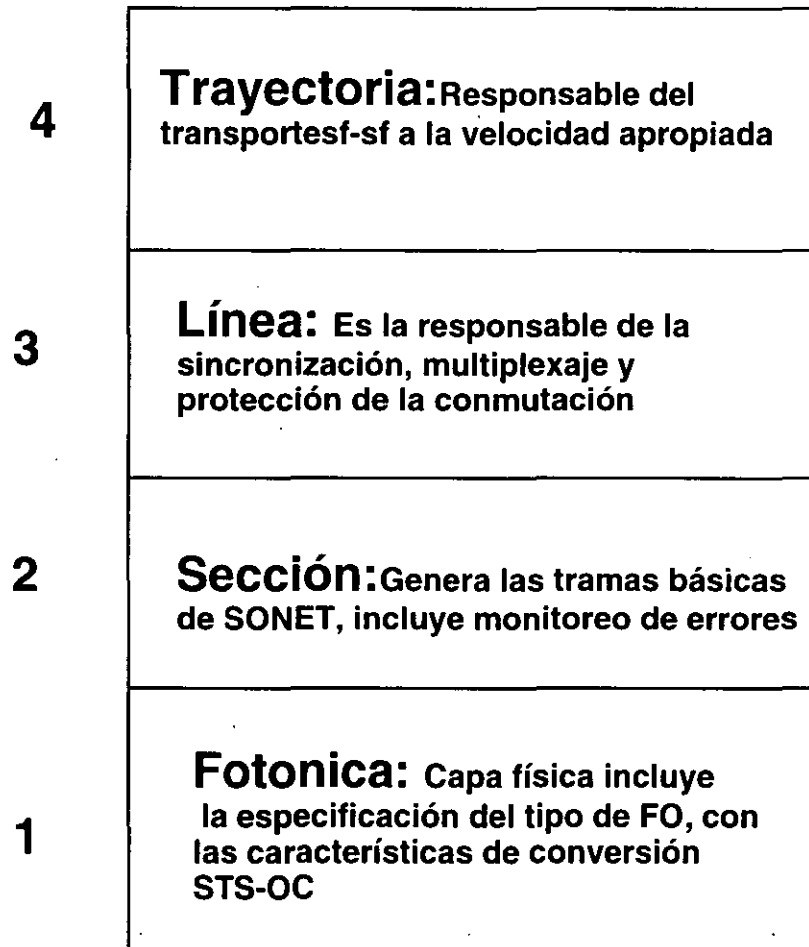 4
Trayectoria:Responsable del
transportesf-sf a la velocidad apropiada
3
Línea: Es la responsable de la
sincronización, multiplexaje y
protección de la conmutación
2
Sección:Genera las tramas básicas
de SONET, incluye monitoreo de errores
1
Fotonica: Capa física incluye
la especificación del tipo de FO, con
las características de conversión
STS-OC